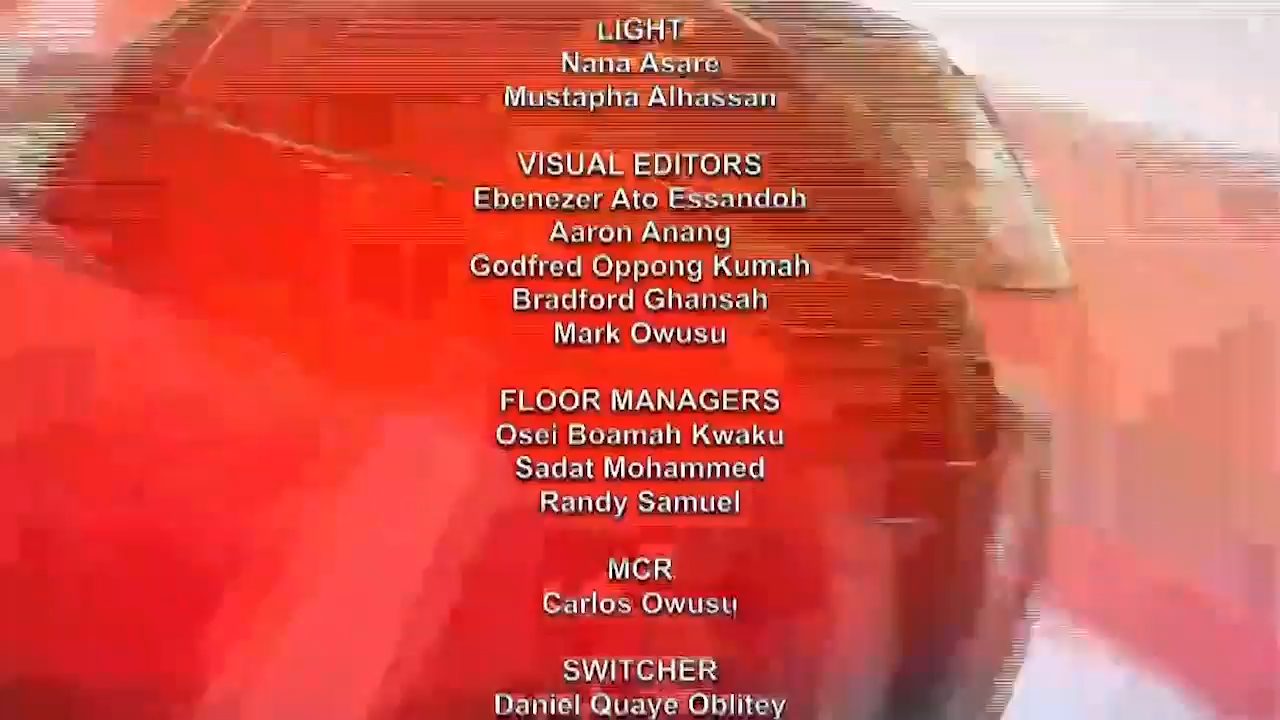 LIGHT
Nana Asare
Mustapha Alhassan
VISUAL EDITORS
Ebenezer Ato Essandoh
Aaron Anang
Godfred Oppong Kumah
Bradford Ghansah
Mark Owusu
FLOOR MANAGERS
Osei Boamah Kwaku
Sadat Mohammed
Randy Samuel
MCR
Carlos Owusu
SWITCHER
Daniel Quaye Oblitey